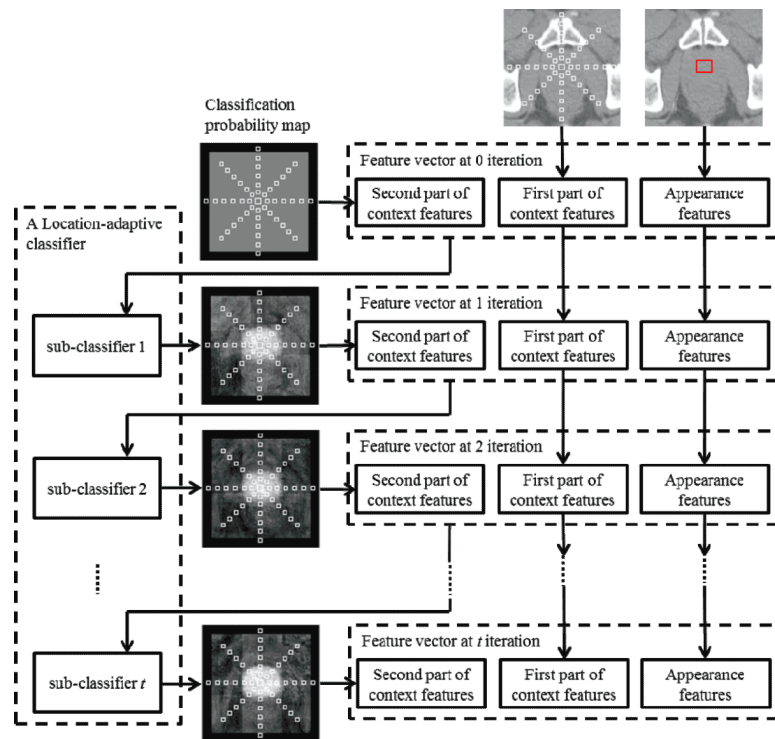 Classification
probability map
Feature vector at 0 iteration
Second part of
context features
First part of
context features
Appearance
features
A Location-adaptive
classifier
Feature vector at 1 iteration
sub-classifier 1
Second part of
context features
First part of
context features
Appearance
features
Feature vector at 2 iteration
sub-classifier 2
Second part of
context features
First part of
context features
Appearance
features
Feature vector at t iteration
sub-classifier t
Second part of
context features
First part of
context features
Appearance
features